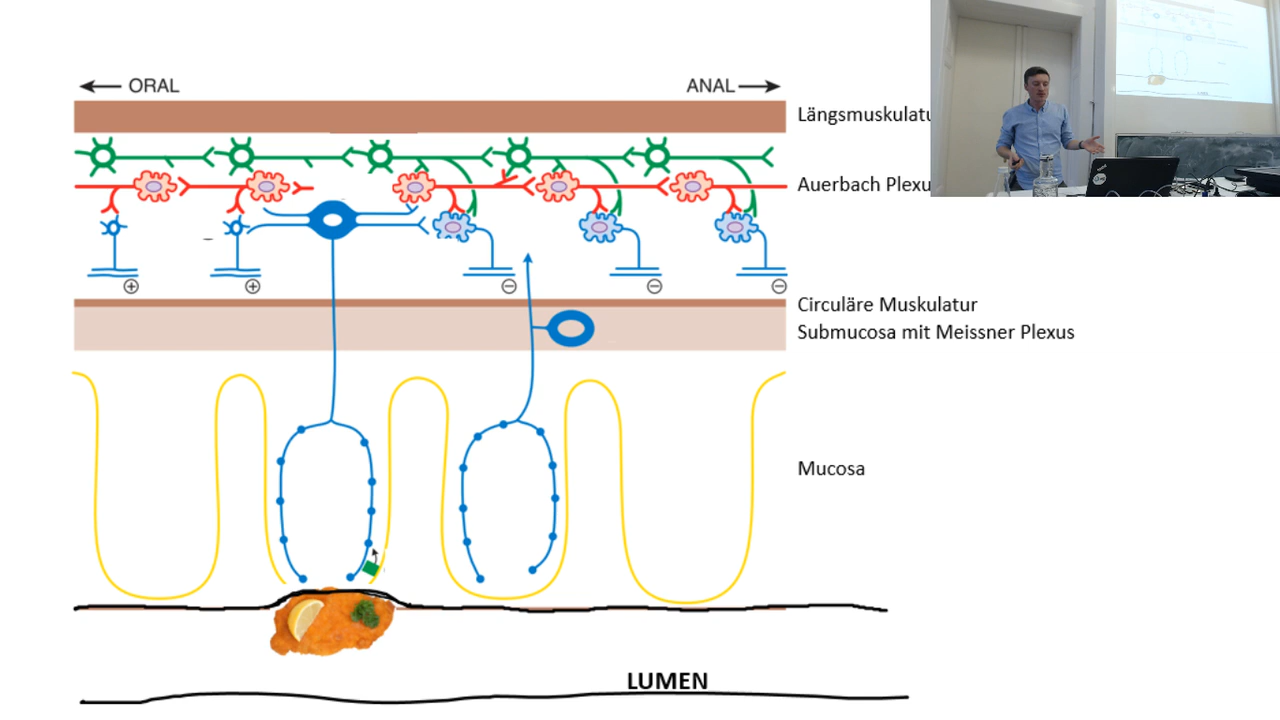 ORAL
ANAL
Längsmuskulatu
Auerbach Plexu
Circuläre Muskulatur
Submucosa mit Meissner Plexus
Mucosa
LUMEN